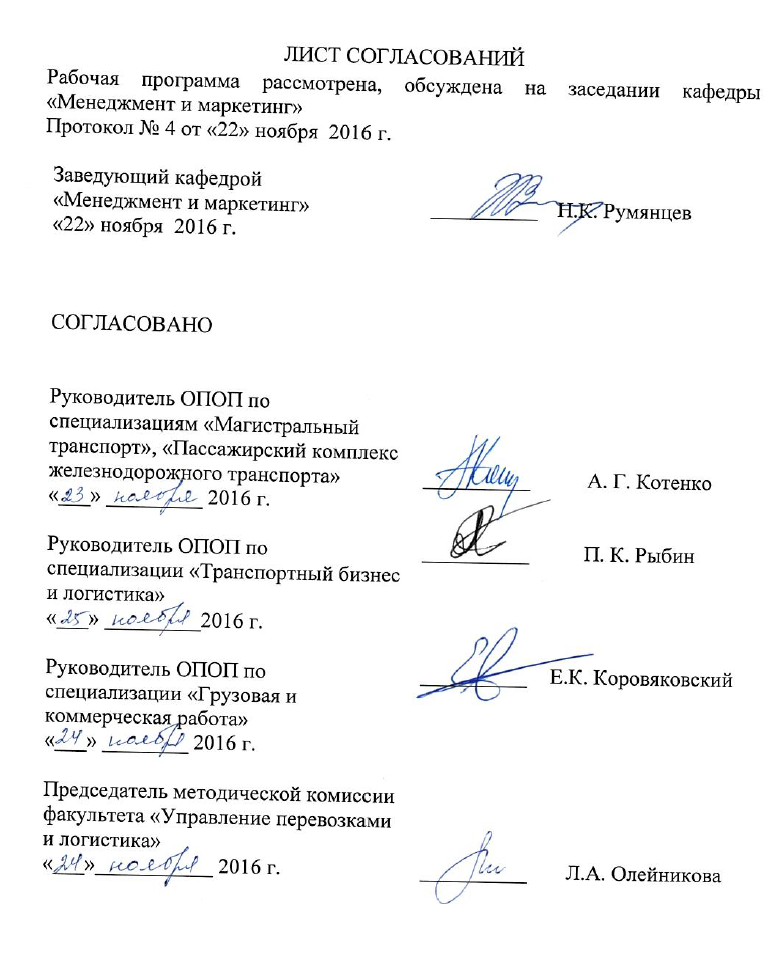 ЛИСТ СОГЛАСОВАНИЙ
Рабочая программа рассмотрена, обсуждена на заседании кафедры
«Менеджмент и маркетинг»
Протокол № 4 от «22» ноября 2016 г.
Заведующий кафедрой
«Менеджмент и маркетинг»
«22» ноября 2016 г.
Н.К. Румянцев
СОГЛАСОВАНО
Руководитель ОПОП по
специализациям «Магистральный
транспорт», «Пассажирский комплекс
железнодорожного транспорта»
«23» ноября 2016 г.
А. Г. Котенко
Руководитель ОПОП по
специализации «Транспортный бизнес
и логистика»
«25» ноября 2016 г.
П. К. Рыбин
Руководитель ОПОП по
специализации «Грузовая и
коммерческая работа»
«24» ноября 2016 г.
Е.К. Коровяковский
Председатель методической комиссии
факультета «Управление перевозками
и логистика»
«24» ноября 2016 г.
Л.А. Олейникова